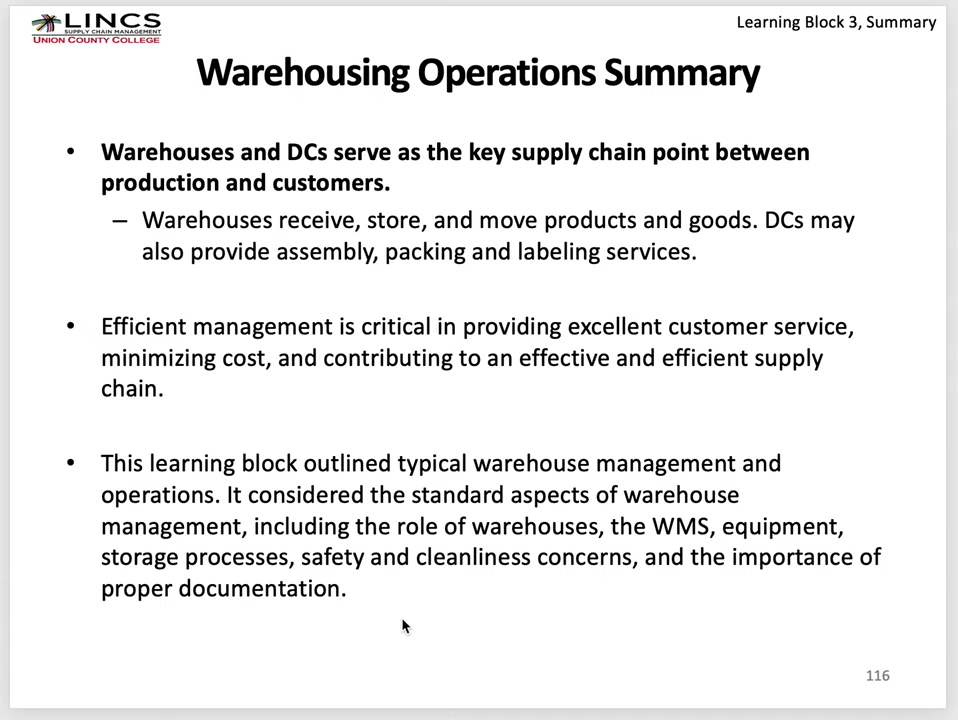 LINCS
SUPPLY CHAIN MANAGEMENT
UNION COUNTY COLLEGE
Learning Block 3, Summary
Warehousing Operations Summary
• Warehouses and DCs serve as the key supply chain point between
production and customers.
– Warehouses receive, store, and move products and goods. DCs may
also provide assembly, packing and labeling services.
• Efficient management is critical in providing excellent customer service,
minimizing cost, and contributing to an effective and efficient supply
chain.
• This learning block outlined typical warehouse management and
operations. It considered the standard aspects of warehouse
management, including the role of warehouses, the WMS, equipment,
storage processes, safety and cleanliness concerns, and the importance of
proper documentation.
116